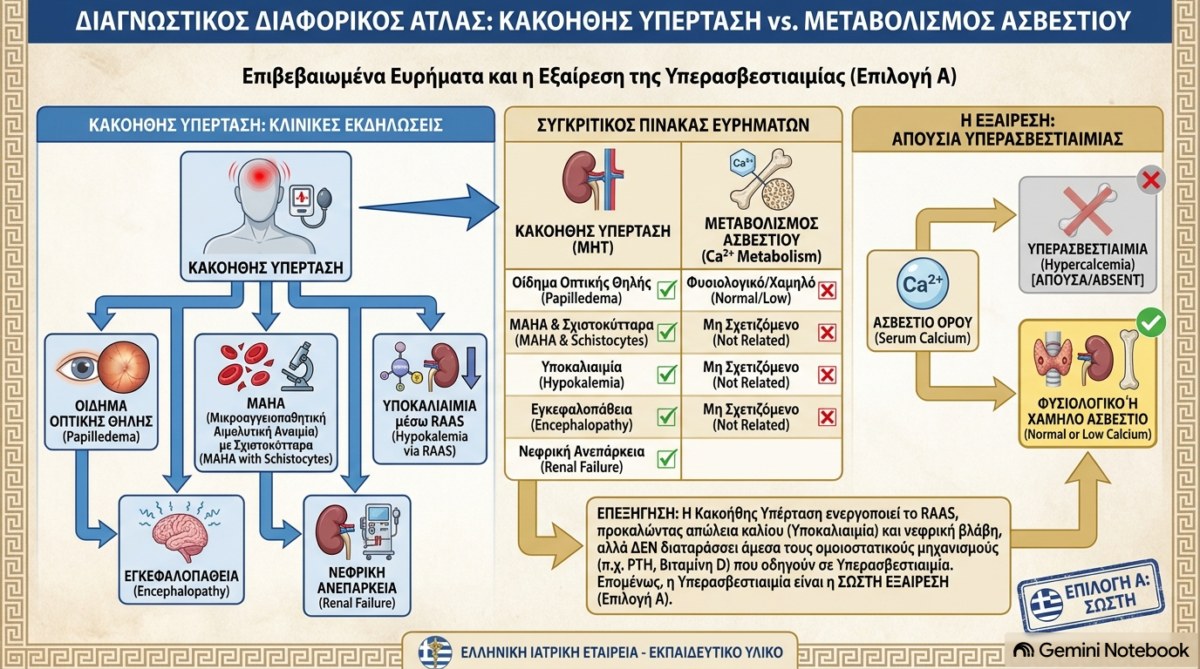 ΔΙΑΓΝΩΣΤΙΚΟΣ ΔΙΑΦΟΡΙΚΟΣ ΑΤΛΑΣ: ΚΑΚΟΗΘΗΣ ΥΠΕΡΤΑΣΗ vs. ΜΕΤΑΒΟΛΙΣΜΟΣ ΑΣΒΕΣΤΙΟΥ
Επιβεβαιωμένα Ευρήματα και η Εξαίρεση της Υπερασβεστιαιμίας (Επιλογή Α)
ΚΑΚΟΗΘΗΣ ΥΠΕΡΤΑΣΗ: ΚΛΙΝΙΚΕΣ ΕΚΔΗΛΩΣΕΙΣ
ΚΑΚΟΗΘΗΣ ΥΠΕΡΤΑΣΗ
ΟΙΔΗΜΑ
ΟΠΤΙΚΗΣ ΘΗΛΗΣ
(Papilledema)
ΜΑΗΑ
(Μικροαγγειοπαθητική
Αιμελυτική Αναιμία)
με Σχιστοκότταρα
(MAHA with Schistocytes)
ΥΠΟΚΑΛΙΑΙΜΙΑ
μέσω RAAS
(Hypokalemia
via RAAS)
ΕΓΚΕΦΑΛΟΠΑΘΕΙΑ
(Encephalopathy)
ΝΕΦΡΙΚΗ
ΑΝΕΠΑΡΚΕΙΑ
(Renal Failure)
ΣΥΓΚΡΙΤΙΚΟΣ ΠΙΝΑΚΑΣ ΕΥΡΗΜΑΤΩΝ
ΚΑΚΟΗΘΗΣ ΥΠΕΡΤΑΣΗ
(MHT)
Ca²⁺
ΜΕΤΑΒΟΛΙΣΜΟΣ
ΑΣΒΕΣΤΙΟΥ
(Ca²⁺ Metabolism)
Οίδημα Οπτικής Θηλής
(Papilledema)
Φυσιολογικό/Χαμηλό
(Normal/Low)
ΜΑΗΑ & Σχιστοκύτταρα
(MAHA & Schistocytes)
Μη Σχετιζόμενο
(Not Related)
Υποκαλιαιμία
(Hypokalemia)
Μη Σχετιζόμενο
(Not Related)
Εγκεφαλοπάθεια
(Encephalopathy)
Μη Σχετιζόμενο
(Not Related)
Νεφρική Ανεπάρκεια
(Renal Failure)
Η ΕΞΑΙΡΕΣΗ:
ΑΠΟΥΣΙΑ ΥΠΕΡΑΣΒΕΣΤΙΑΙΜΙΑΣ
Ca²⁺
ΑΣΒΕΣΤΙΟ ΟΡΟΥ
(Serum Calcium)
ΥΠΕΡΑΣΒΕΣΤΙΑΙΜΙΑ
(Hypercalcemia)
[ΑΠΟΥΣΑ/ABSENT]
ΦΥΣΙΟΛΟΓΙΚΟ Ή
ΧΑΜΗΛΟ ΑΣΒΕΣΤΙΟ
(Normal or Low Calcium)
ΕΠΕΞΗΓΗΣΗ: Η Κακοήθης Υπέρταση ενεργοποιεί το RAAS,
προκαλώντας απώλεια καλίου (Υποκαλιαιμία) και νεφρική βλάβη,
αλλά ΔΕΝ διαταράσσει άμεσα τους ομοιοστατικούς μηχανισμούς
(π.χ. PTH, Βιταμίνη D) που οδηγούν σε Υπερασβεστιαιμία.
Επομένως, η Υπερασβεστιαιμία είναι η ΣΩΣΤΗ ΕΞΑΙΡΕΣΗ
(Επιλογή Α).
ΕΠΙΛΟΓΗ Α:
ΣΩΣΤΗ
ΕΛΛΗΝΙΚΗ ΙΑΤΡΙΚΗ ΕΤΑΙΡΕΙΑ - ΕΚΠΑΙΔΕΥΤΙΚΟ ΥΛΙΚΟ
Gemini Notebook